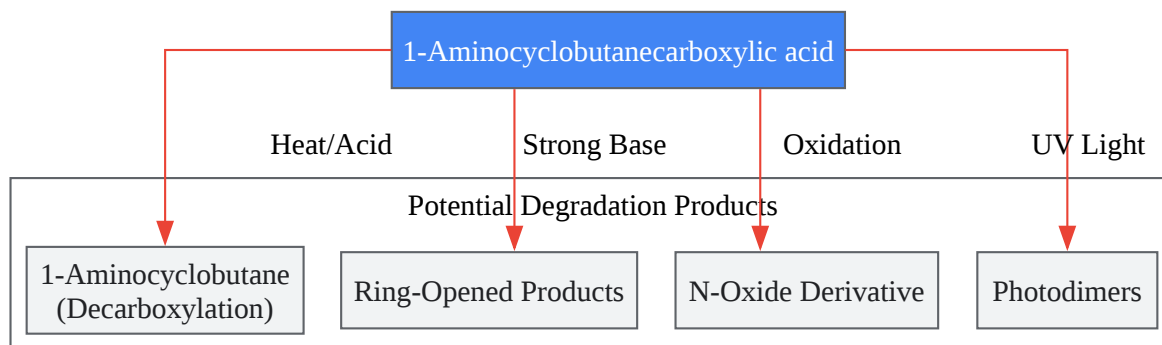 1-Aminocyclobutanecarboxylic acid
Heat/Acid
Strong Base
Oxidation
UV Light
Potential Degradation Products
1-Aminocyclobutane
(Decarboxylation)
Ring-Opened Products
N-Oxide Derivative
Photodimers